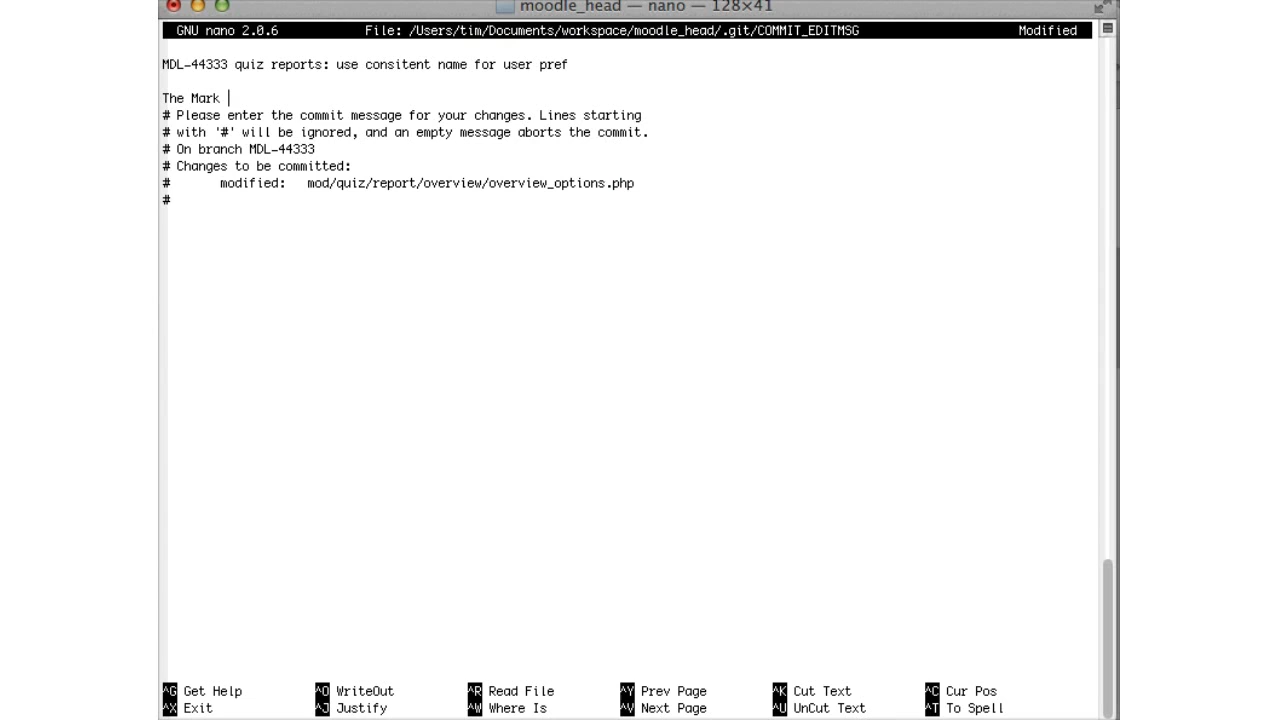 moodle_head — nano — 128×41
GNU nano 2.0.6 File: /Users/tim/Documents/workspace/moodle_head/.git/COMMIT_EDITMSG Modified
MDL-44333 quiz reports: use consitent name for user pref
The Mark
# Please enter the commit message for your changes. Lines starting
# with '#' will be ignored, and an empty message aborts the commit.
# On branch MDL-44333
# Changes to be committed:
# modified: mod/quiz/report/overview/overview_options.php
#
^G Get Help ^O WriteOut ^R Read File ^Y Prev Page ^K Cut Text ^C Cur Pos
^X Exit ^J Justify ^W Where Is ^V Next Page ^U UnCut Text ^T To Spell